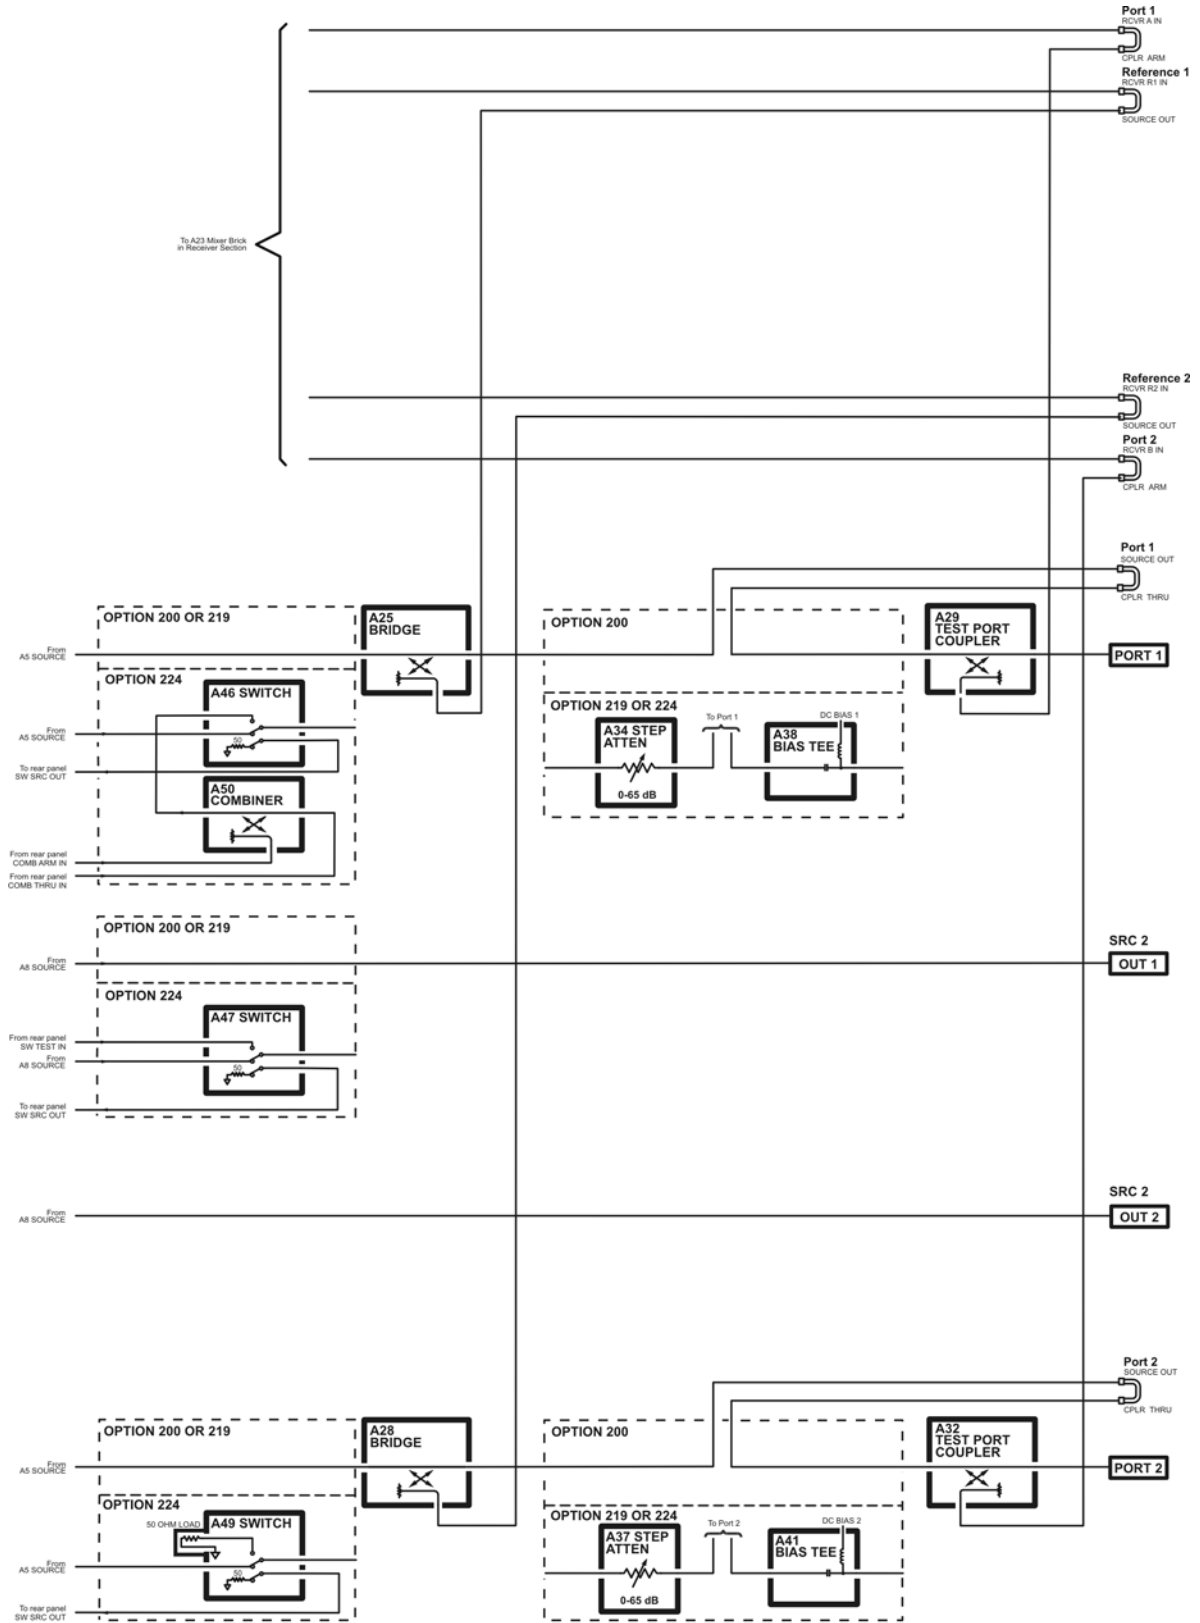 Port 1
RCVR A IN
CPLR ARM
Reference 1
RCVR R1 IN
SOURCE OUT
To A23 Mixer Brick
in Receiver Section
Reference 2
RCVR R2 IN
SOURCE OUT
Port 2
RCVR B IN
CPLR ARM
Port 1
SOURCE OUT
CPLR THRU
OPTION 200 OR 219
A25
BRIDGE
OPTION 200
A29
TEST PORT
COUPLER
From
A5 SOURCE
PORT 1
OPTION 224
A46 SWITCH
From
A5 SOURCE
50
To rear panel
SW SRC OUT
A50
COMBINER
From rear panel
COMB ARM IN
From rear panel
COMB THRU IN
OPTION 219 OR 224
A34 STEP
ATTEN
0-65 dB
To Port 1
DC BIAS 1
A38
BIAS TEE
OPTION 200 OR 219
From
A8 SOURCE
SRC 2
OUT 1
OPTION 224
A47 SWITCH
From rear panel
SW TEST IN
From
A8 SOURCE
50
To rear panel
SW SRC OUT
From
A8 SOURCE
SRC 2
OUT 2
Port 2
SOURCE OUT
CPLR THRU
OPTION 200 OR 219
A28
BRIDGE
OPTION 200
A32
TEST PORT
COUPLER
From
A5 SOURCE
PORT 2
OPTION 224
50 OHM LOAD
A49 SWITCH
From
A5 SOURCE
50
To rear panel
SW SRC OUT
OPTION 219 OR 224
A37 STEP
ATTEN
0-65 dB
To Port 2
DC BIAS 2
A41
BIAS TEE